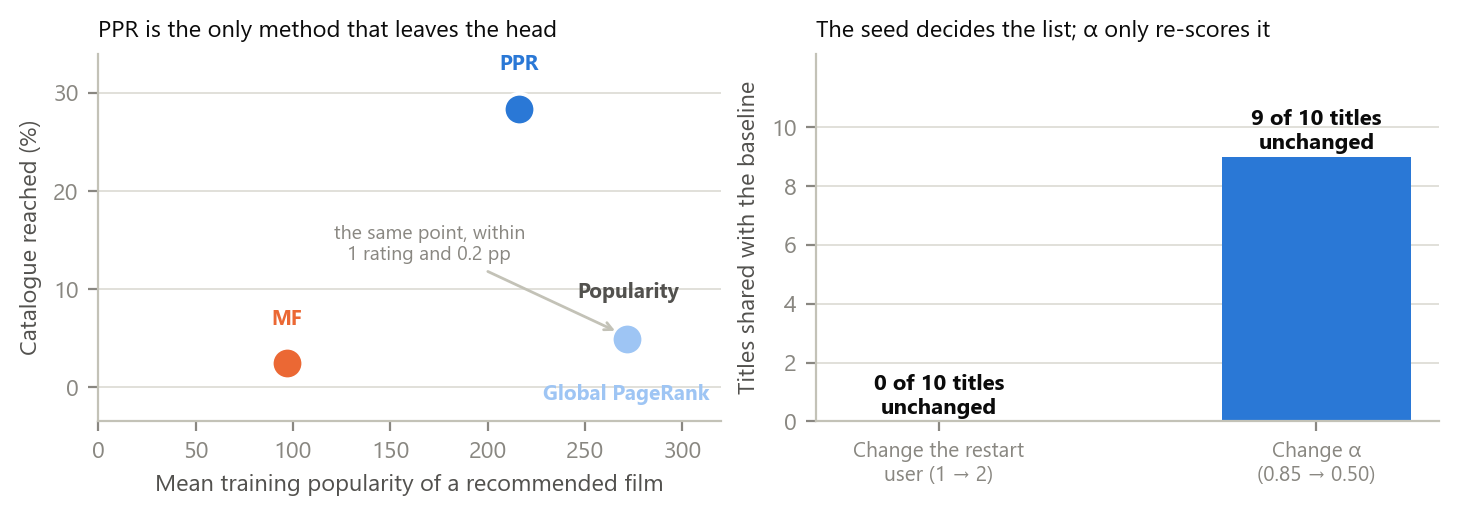 PPR is the only method that leaves the head
PPR
30
20
10
0
Catalogue reached (%)
the same point, within
1 rating and 0.2 pp
Popularity
MF
Global PageRank
0 50 100 150 200 250 300
Mean training popularity of a recommended film
The seed decides the list; α only re-scores it
10
8
6
4
2
0
Titles shared with the baseline
9 of 10 titles
unchanged
0 of 10 titles
unchanged
Change the restart
user (1 → 2)
Change α
(0.85 → 0.50)